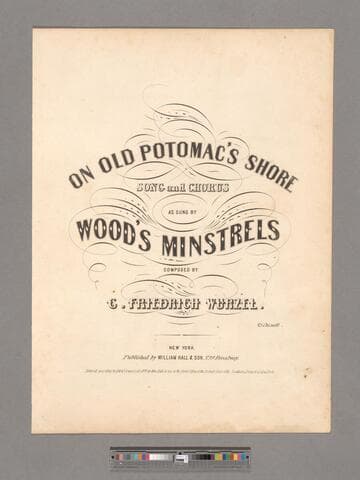 ON OLD POTOMAC'S SHORE
SONG and CHORUS
AS SUNG BY
WOOD'S MINSTRELS
COMPOSED BY
G. FRIEDRICH WURZEL.
NEW YORK
Published by WILLIAM HALL & SON, Broadway